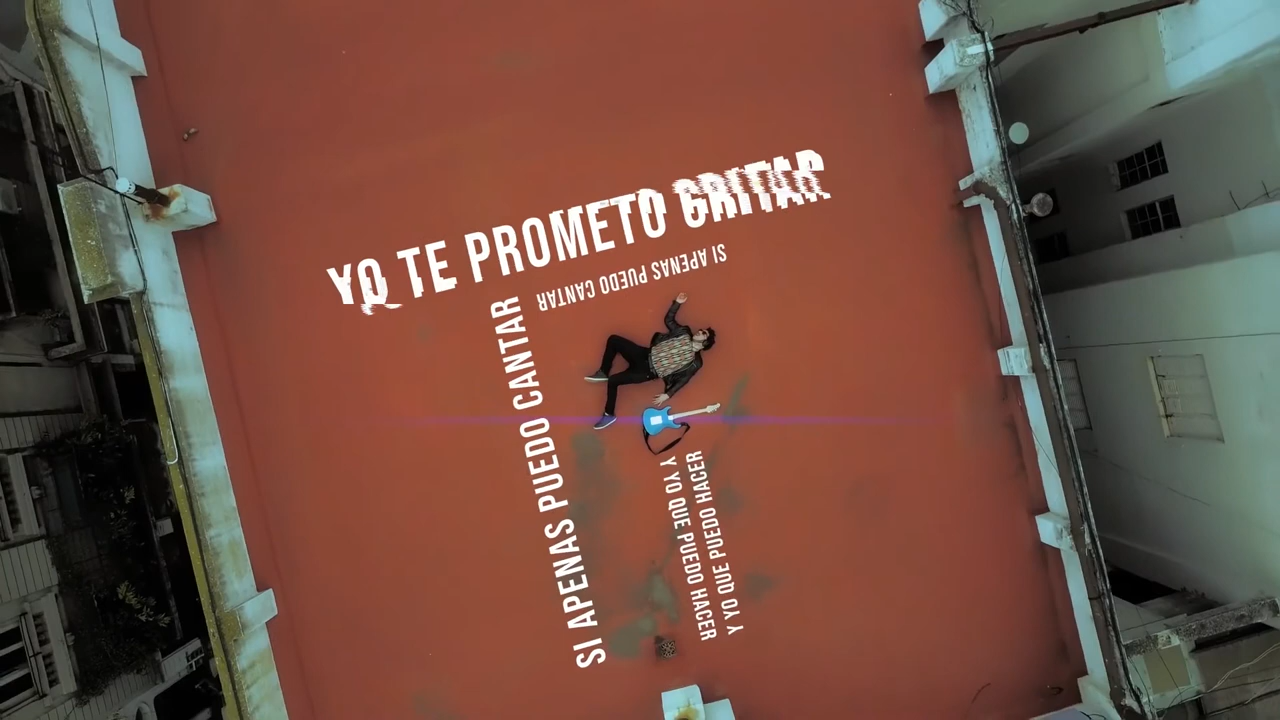 YO TE PROMETO GRITAR
SI APENAS PUEDO CANTAR
SI APENAS PUEDO CANTAR
Y YO QUE PUEDO HACER
Y YO QUE PUEDO HACER